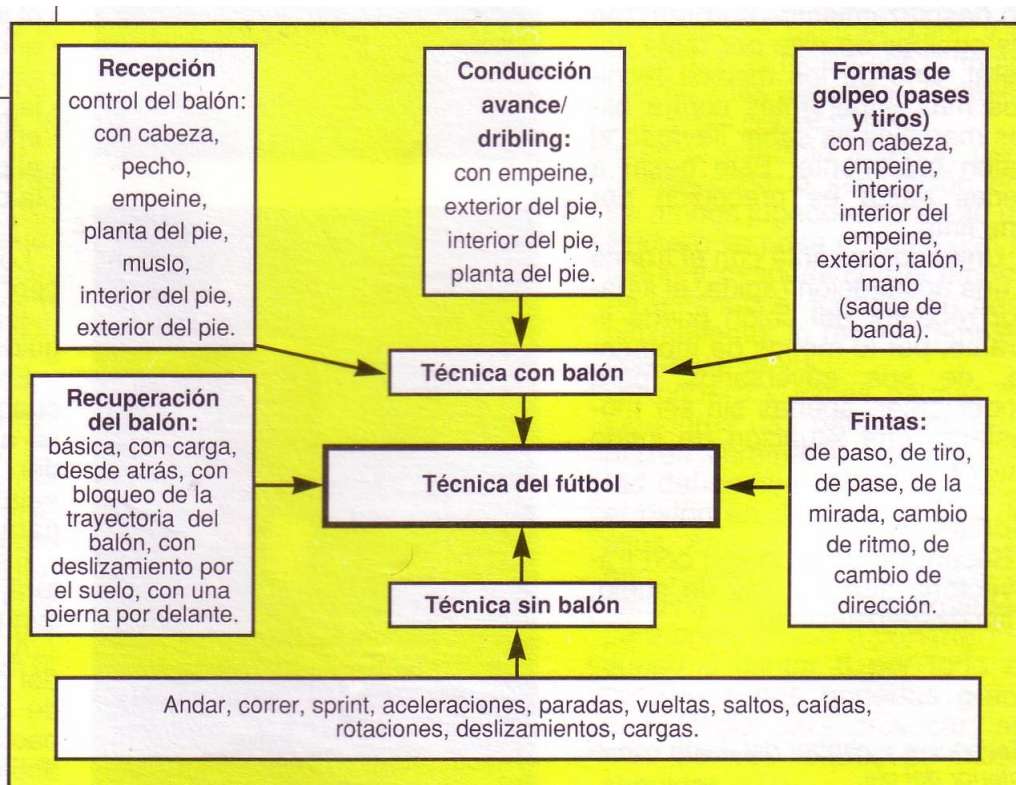 Recepción
control del balón:
con cabeza,
pecho,
empeine,
planta del pie,
muslo,
interior del pie,
exterior del pie.
Conducción
avance/
dribling:
con empeine,
exterior del pie,
interior del pie,
planta del pie.
Formas de
golpeo (pases
y tiros)
con cabeza,
empeine,
interior,
interior del
empeine,
exterior, talón,
mano
(saque de
banda).
Técnica con balón
Recuperación
del balón:
básica, con carga,
desde atrás, con
bloqueo de la
trayectoria del
balón, con
deslizamiento por
el suelo, con una
pierna por delante.
Técnica del fútbol
Fintas:
de paso, de tiro,
de pase, de la
mirada, cambio
de ritmo, de
cambio de
dirección.
Técnica sin balón
Andar, correr, sprint, aceleraciones, paradas, vueltas, saltos, caídas,
rotaciones, deslizamientos, cargas.